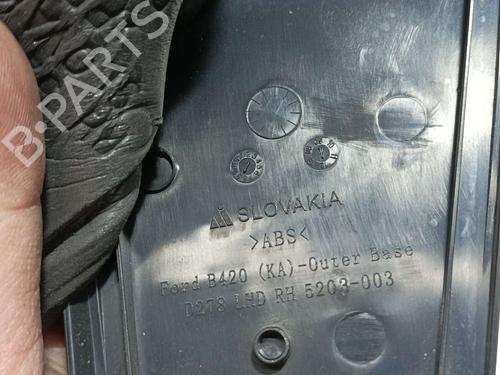 B-PARTS
SLOVAKIA
>ABS<
Ford B420 (KA)-Outer Base
D278 LHD RH 5203-003